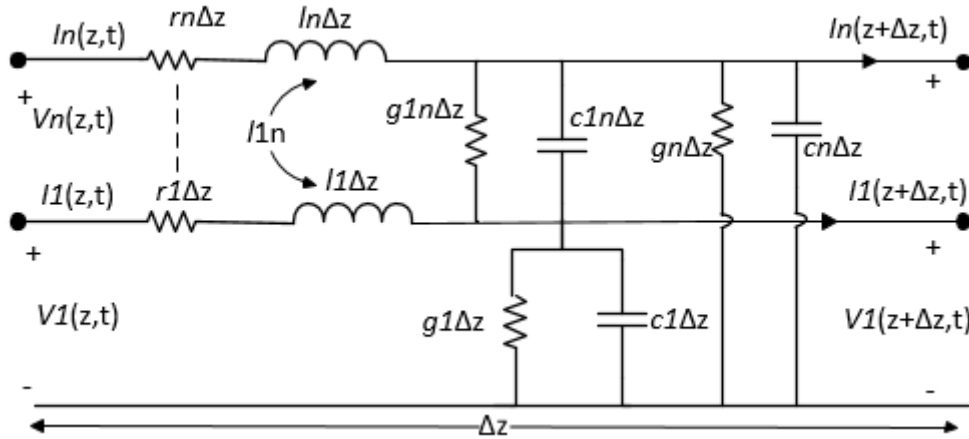 rnΔz
lnΔz
In(z,t)
In(z+Δz,t)
+
Vn(z,t)
l1n
g1nΔz
c1nΔz
gnΔz
cnΔz
+
I1(z,t)
r1Δz
l1Δz
I1(z+Δz,t)
+
+
V1(z,t)
g1Δz
c1Δz
V1(z+Δz,t)
-
-
Δz